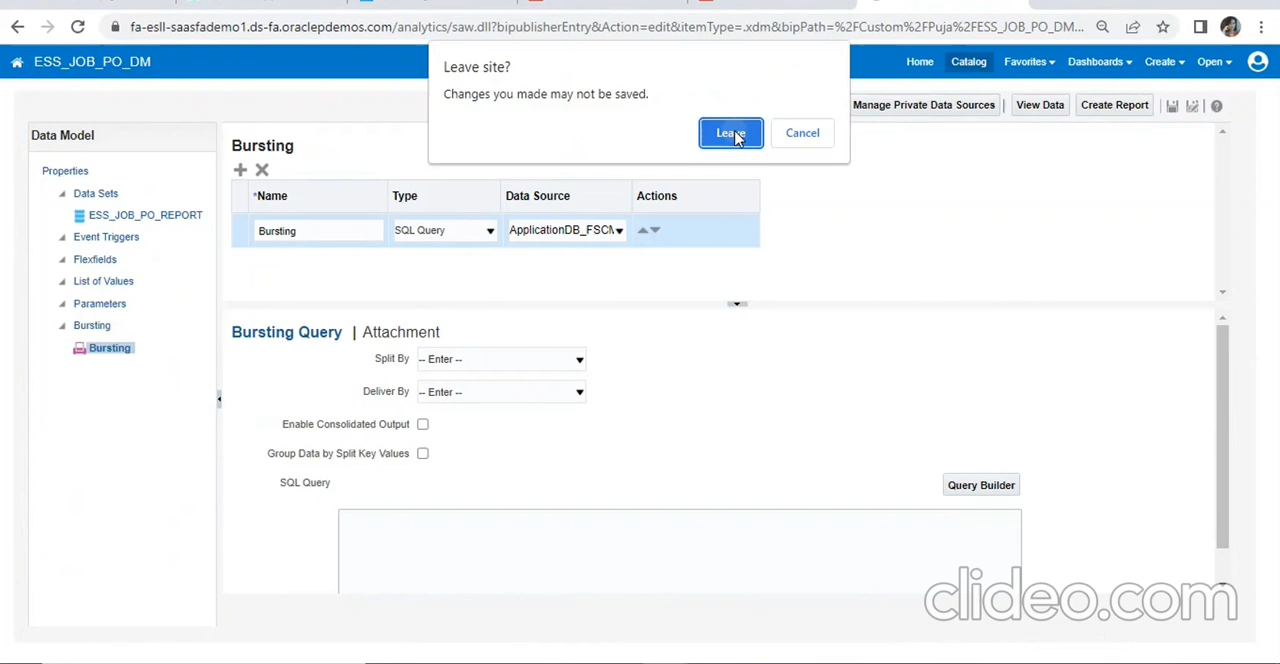 fa-esll-saasfademo1.ds-fa.oraclepdemos.com/analytics/saw.dll?bipublisherEntry&Action=edit&itemType=.xdm&bipPath=%2FCustom%2FPuja%2FESS_JOB_PO_DM...
ESS_JOB_PO_DM
Home Catalog Favorites Dashboards Create Open
Leave site?
Changes you made may not be saved.
Leave Cancel
Manage Private Data Sources View Data Create Report
Data Model
Properties
Data Sets
ESS_JOB_PO_REPORT
Event Triggers
Flexfields
List of Values
Parameters
Bursting
Bursting
Bursting
*Name Type Data Source Actions
Bursting SQL Query ApplicationDB_FSCM
Bursting Query | Attachment
Split By -- Enter --
Deliver By -- Enter --
Enable Consolidated Output
Group Data by Split Key Values
SQL Query
Query Builder
clideo.com